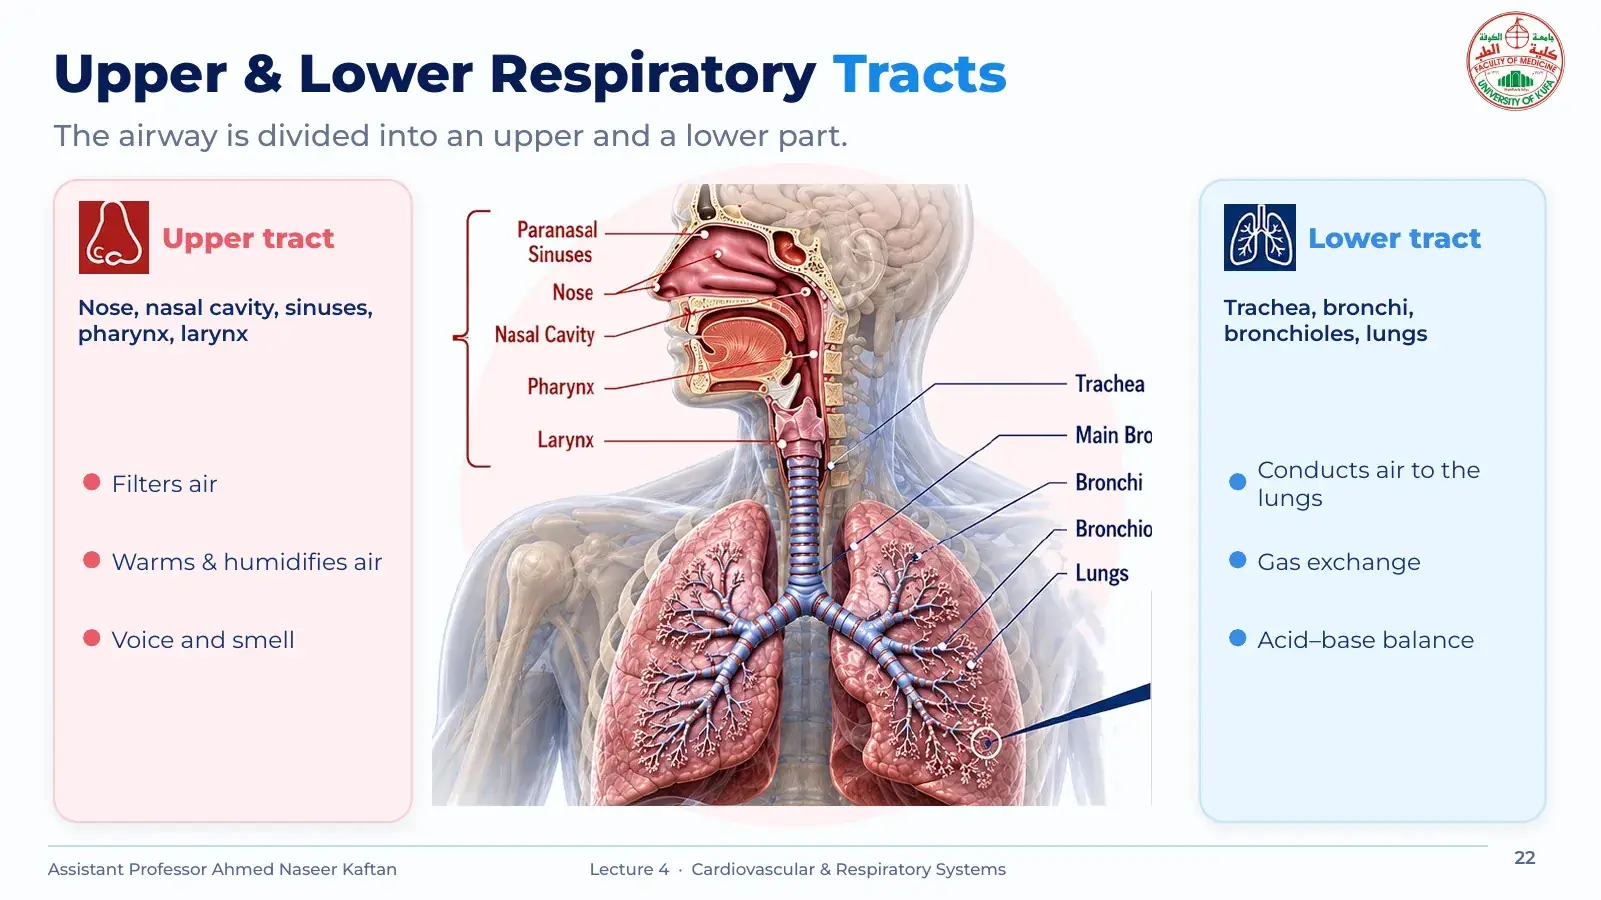 Upper & Lower Respiratory Tracts
The airway is divided into an upper and a lower part.
جامعة الكوفة
كلية الطب
FACULTY OF MEDICINE
UNIVERSITY OF KUFA
Upper tract
Nose, nasal cavity, sinuses,
pharynx, larynx
Filters air
Warms & humidifies air
Voice and smell
Paranasal
Sinuses
Nose
Nasal Cavity
Pharynx
Larynx
Trachea
Main Bro
Bronchi
Bronchio
Lungs
Lower tract
Trachea, bronchi,
bronchioles, lungs
Conducts air to the
lungs
Gas exchange
Acid–base balance
Assistant Professor Ahmed Naseer Kaftan
Lecture 4 · Cardiovascular & Respiratory Systems
22